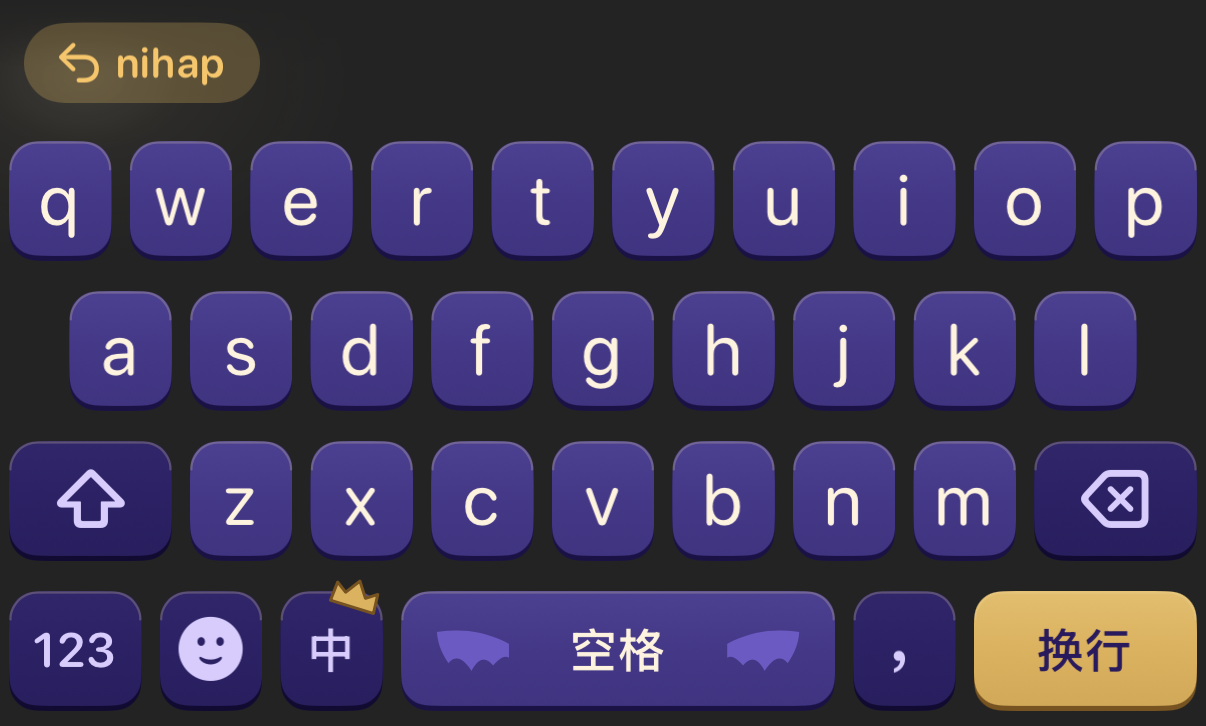 nihap
q w e r t y u i o p
a s d f g h j k l
z x c v b n m
123 中 空格 , 换行